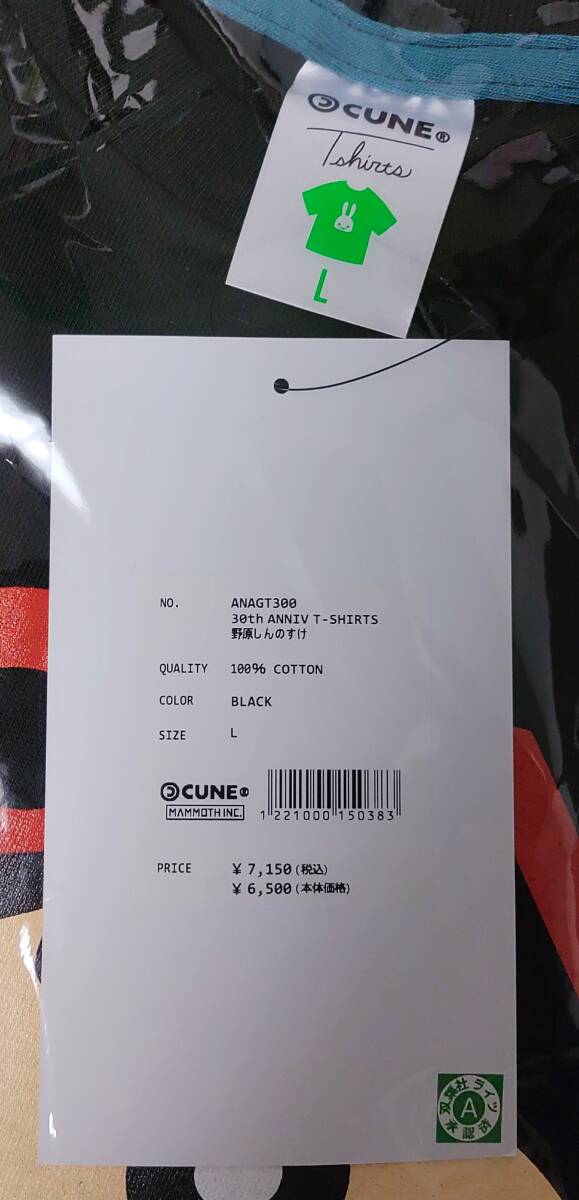 CUNE®
Tshirts
L
NO. ANAGT300
30th ANNIV T-SHIRTS
野原しんのすけ
QUALITY 100% COTTON
COLOR BLACK
SIZE L
CUNE®
MAMMOTH INC.
1221000150383
PRICE ¥7,150(税込)
¥6,500(本体価格)
双葉社ライツ
A
承認済